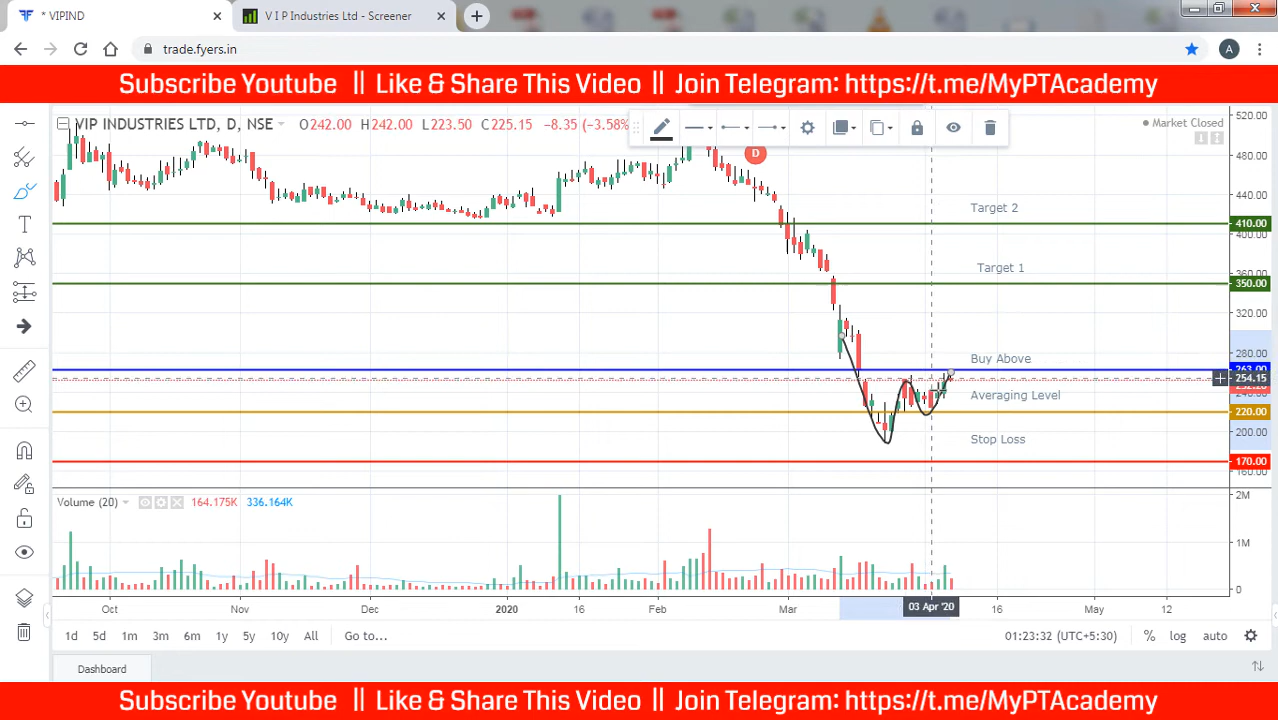 * VIPIND
V I P Industries Ltd - Screener
trade.fyers.in
A
Subscribe Youtube || Like & Share This Video || Join Telegram: https://t.me/MyPTAcademy
VIP INDUSTRIES LTD, D, NSE O242.00 H242.00 L223.50 C225.15 -8.35 (-3.58%
Market Closed
D
520.00
480.00
440.00
Target 2
410.00
400.00
Target 1
360.00
350.00
320.00
280.00
Buy Above
263.00
254.15
Averaging Level
220.00
200.00
Stop Loss
170.00
160.00
Volume (20) 164.175K 336.164K
2M
1M
0
Oct Nov Dec 2020 16 Feb Mar 03 Apr '20 16 May 12
1d 5d 1m 3m 6m 1y 5y 10y All Go to... 01:23:32 (UTC+5:30) % log auto
Dashboard
Subscribe Youtube || Like & Share This Video || Join Telegram: https://t.me/MyPTAcademy